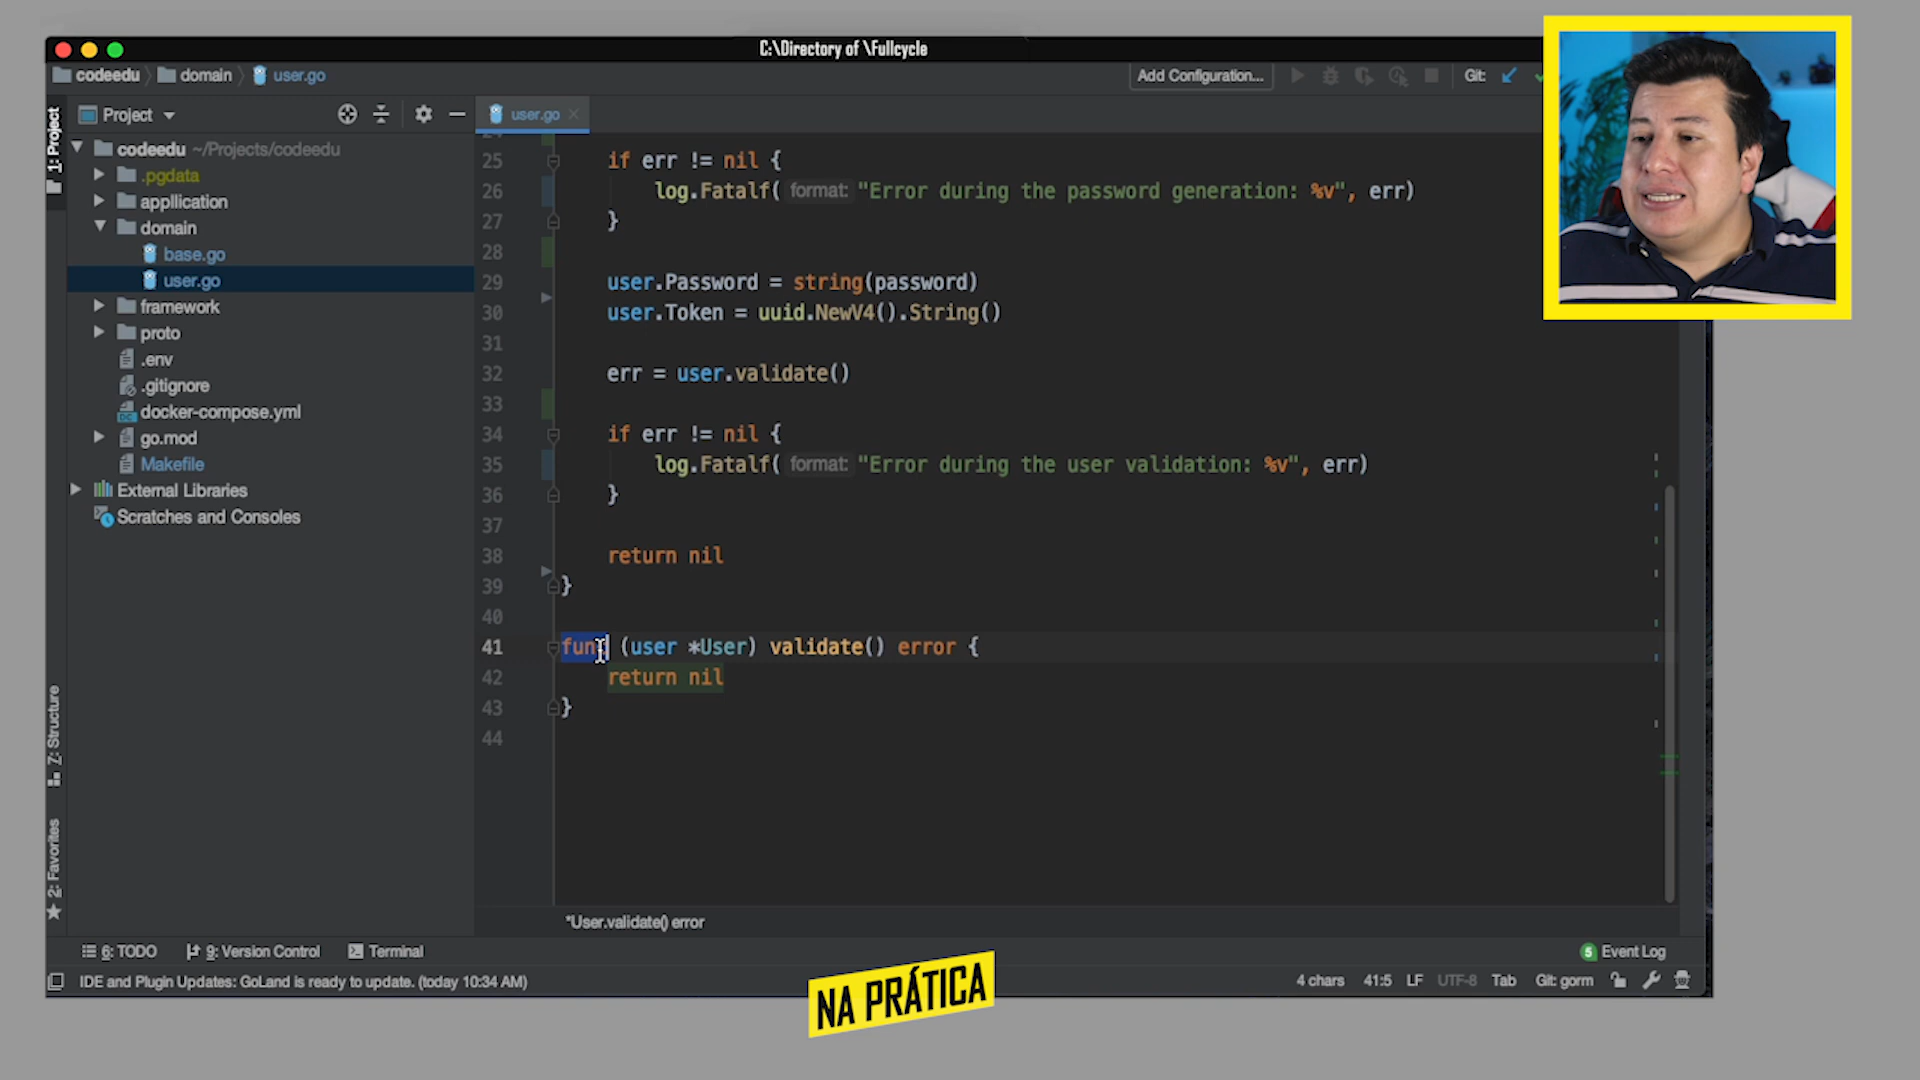 C:\Directory of \Fullcycle
codeedu
domain
user.go
Add Configuration...
Git:
1: Project
Project
user.go
codeedu ~/Projects/codeedu
.pgdata
appllication
domain
base.go
user.go
framework
proto
.env
.gitignore
docker-compose.yml
go.mod
Makefile
External Libraries
Scratches and Consoles
25 if err != nil {
26 log.Fatalf( format: "Error during the password generation: %v", err)
27 }
28
29 user.Password = string(password)
30 user.Token = uuid.NewV4().String()
31
32 err = user.validate()
33
34 if err != nil {
35 log.Fatalf( format: "Error during the user validation: %v", err)
36 }
37
38 return nil
39 }
40
41 func (user *User) validate() error {
42 return nil
43 }
44
Z: Structure
2: Favorites
*User.validate() error
6: TODO
9: Version Control
Terminal
5 Event Log
IDE and Plugin Updates: GoLand is ready to update. (today 10:34 AM)
4 chars 41:5 LF UTF-8 Tab Git: gorm
NA PRÁTICA